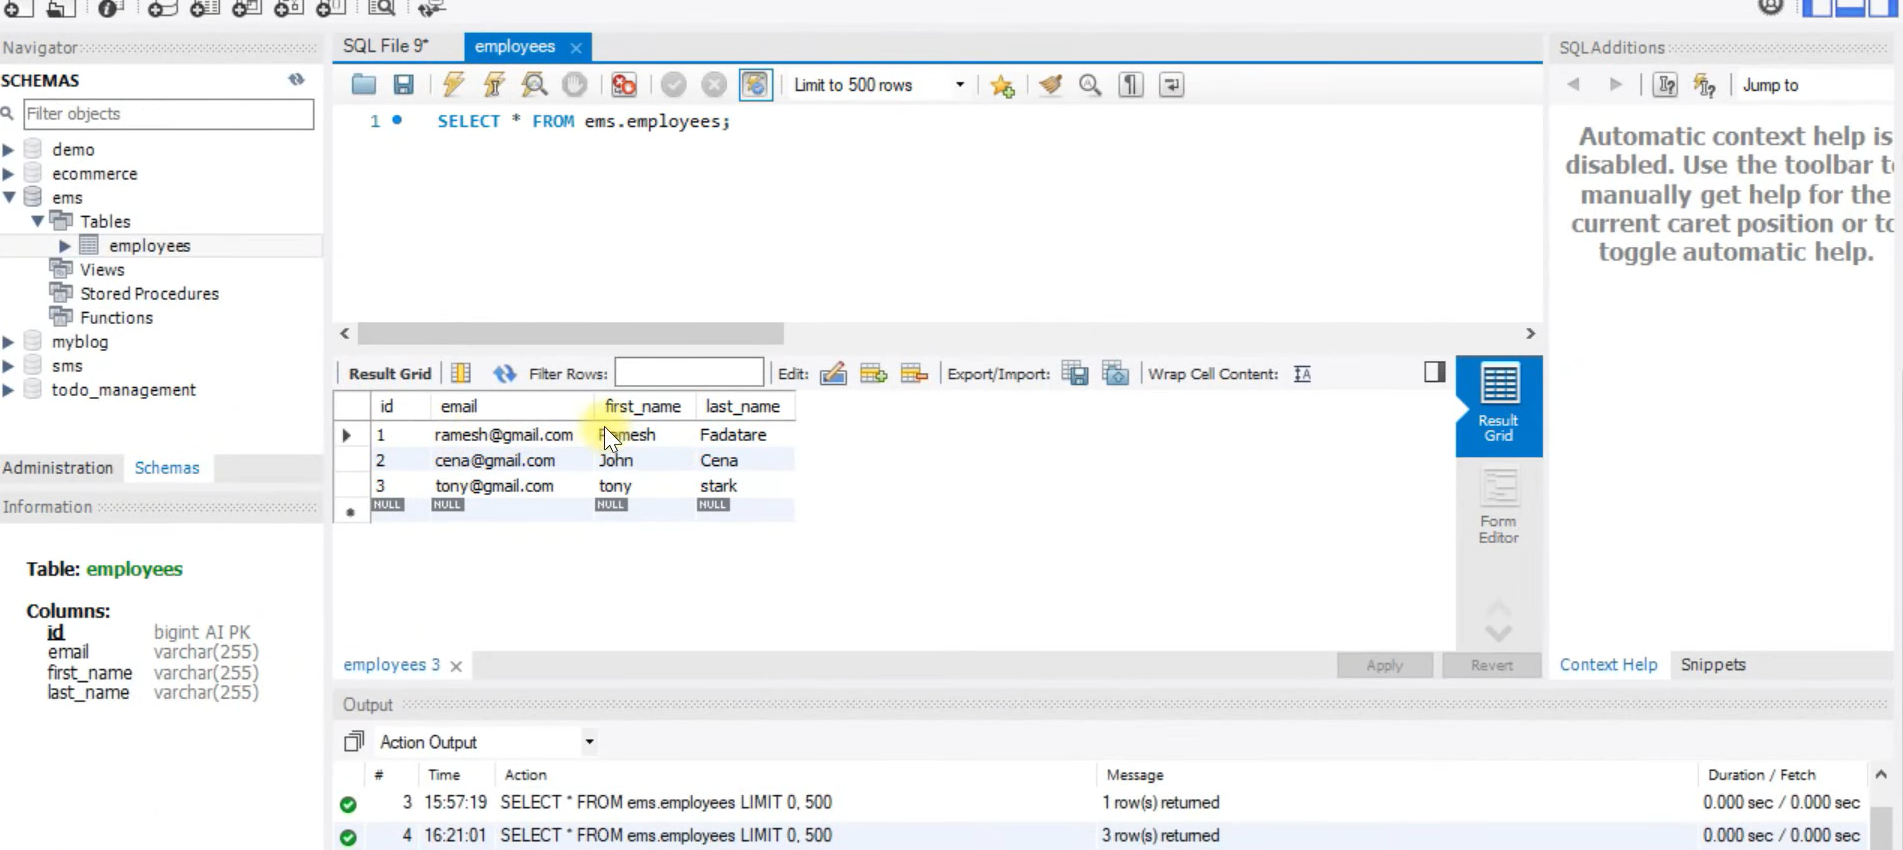 Navigator
SCHEMAS
Filter objects
demo
ecommerce
ems
Tables
employees
Views
Stored Procedures
Functions
myblog
sms
todo_management
Administration Schemas
Information
Table: employees
Columns:
id bigint AI PK
email varchar(255)
first_name varchar(255)
last_name varchar(255)
SQL File 9* employees
Limit to 500 rows
1 SELECT * FROM ems.employees;
Result Grid Filter Rows: Edit: Export/Import: Wrap Cell Content:
id email first_name last_name
1 ramesh@gmail.com Ramesh Fadatare
2 cena@gmail.com John Cena
3 tony@gmail.com tony stark
NULL NULL NULL NULL
Result
Grid
Form
Editor
employees 3 Apply Revert
Output
Action Output
# Time Action Message Duration / Fetch
3 15:57:19 SELECT * FROM ems.employees LIMIT 0, 500 1 row(s) returned 0.000 sec / 0.000 sec
4 16:21:01 SELECT * FROM ems.employees LIMIT 0, 500 3 row(s) returned 0.000 sec / 0.000 sec
SQLAdditions
Jump to
Automatic context help is
disabled. Use the toolbar t
manually get help for the
current caret position or to
toggle automatic help.
Context Help Snippets